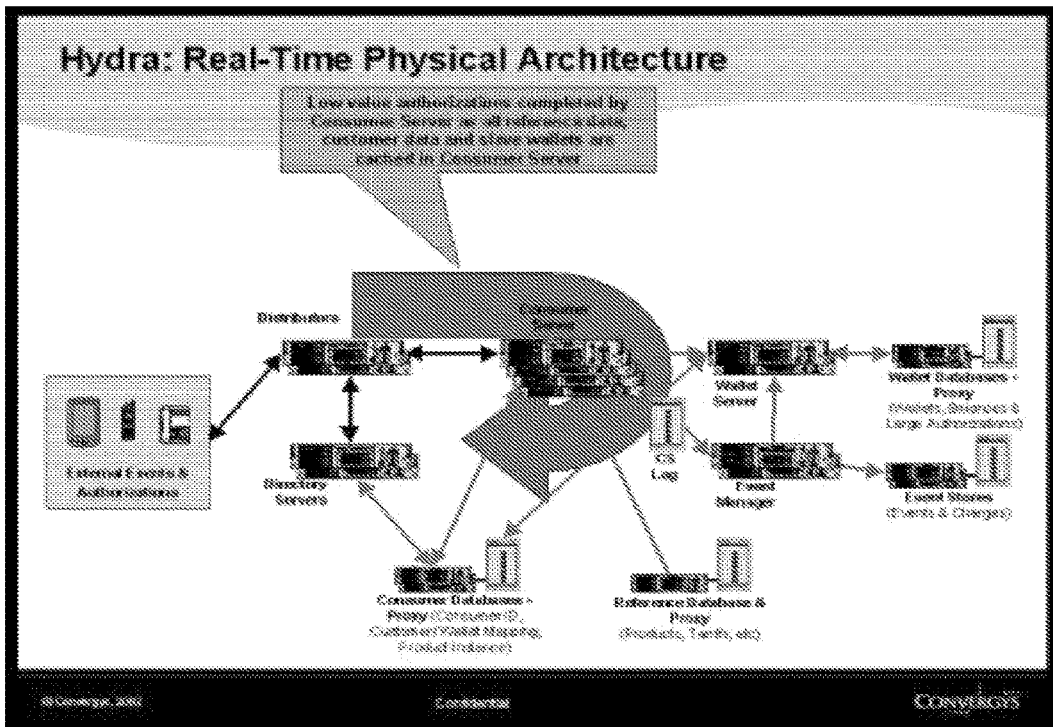 Hydra: Real-Time Physical Architecture
Low value authorizations completed by
Consumer Server as all reference data,
customer data and slave wallets are
cached in Consumer Server
Distributors
Consumer
Server
Wallet
Server
Wallet Databases -
Proxy
(Wallets, Balances &
Large Authorizations)
External Events &
Authorizations
Directory
Servers
CS
Log
Event
Manager
Event Stores
(Events & Charges)
Consumer Databases -
Proxy (Consumer ID,
Customer/Wallet Mapping,
Product Instance)
Reference Database &
Proxy
(Products, Tariffs, etc)
© Convergys,
Confidential
CONVERGYS